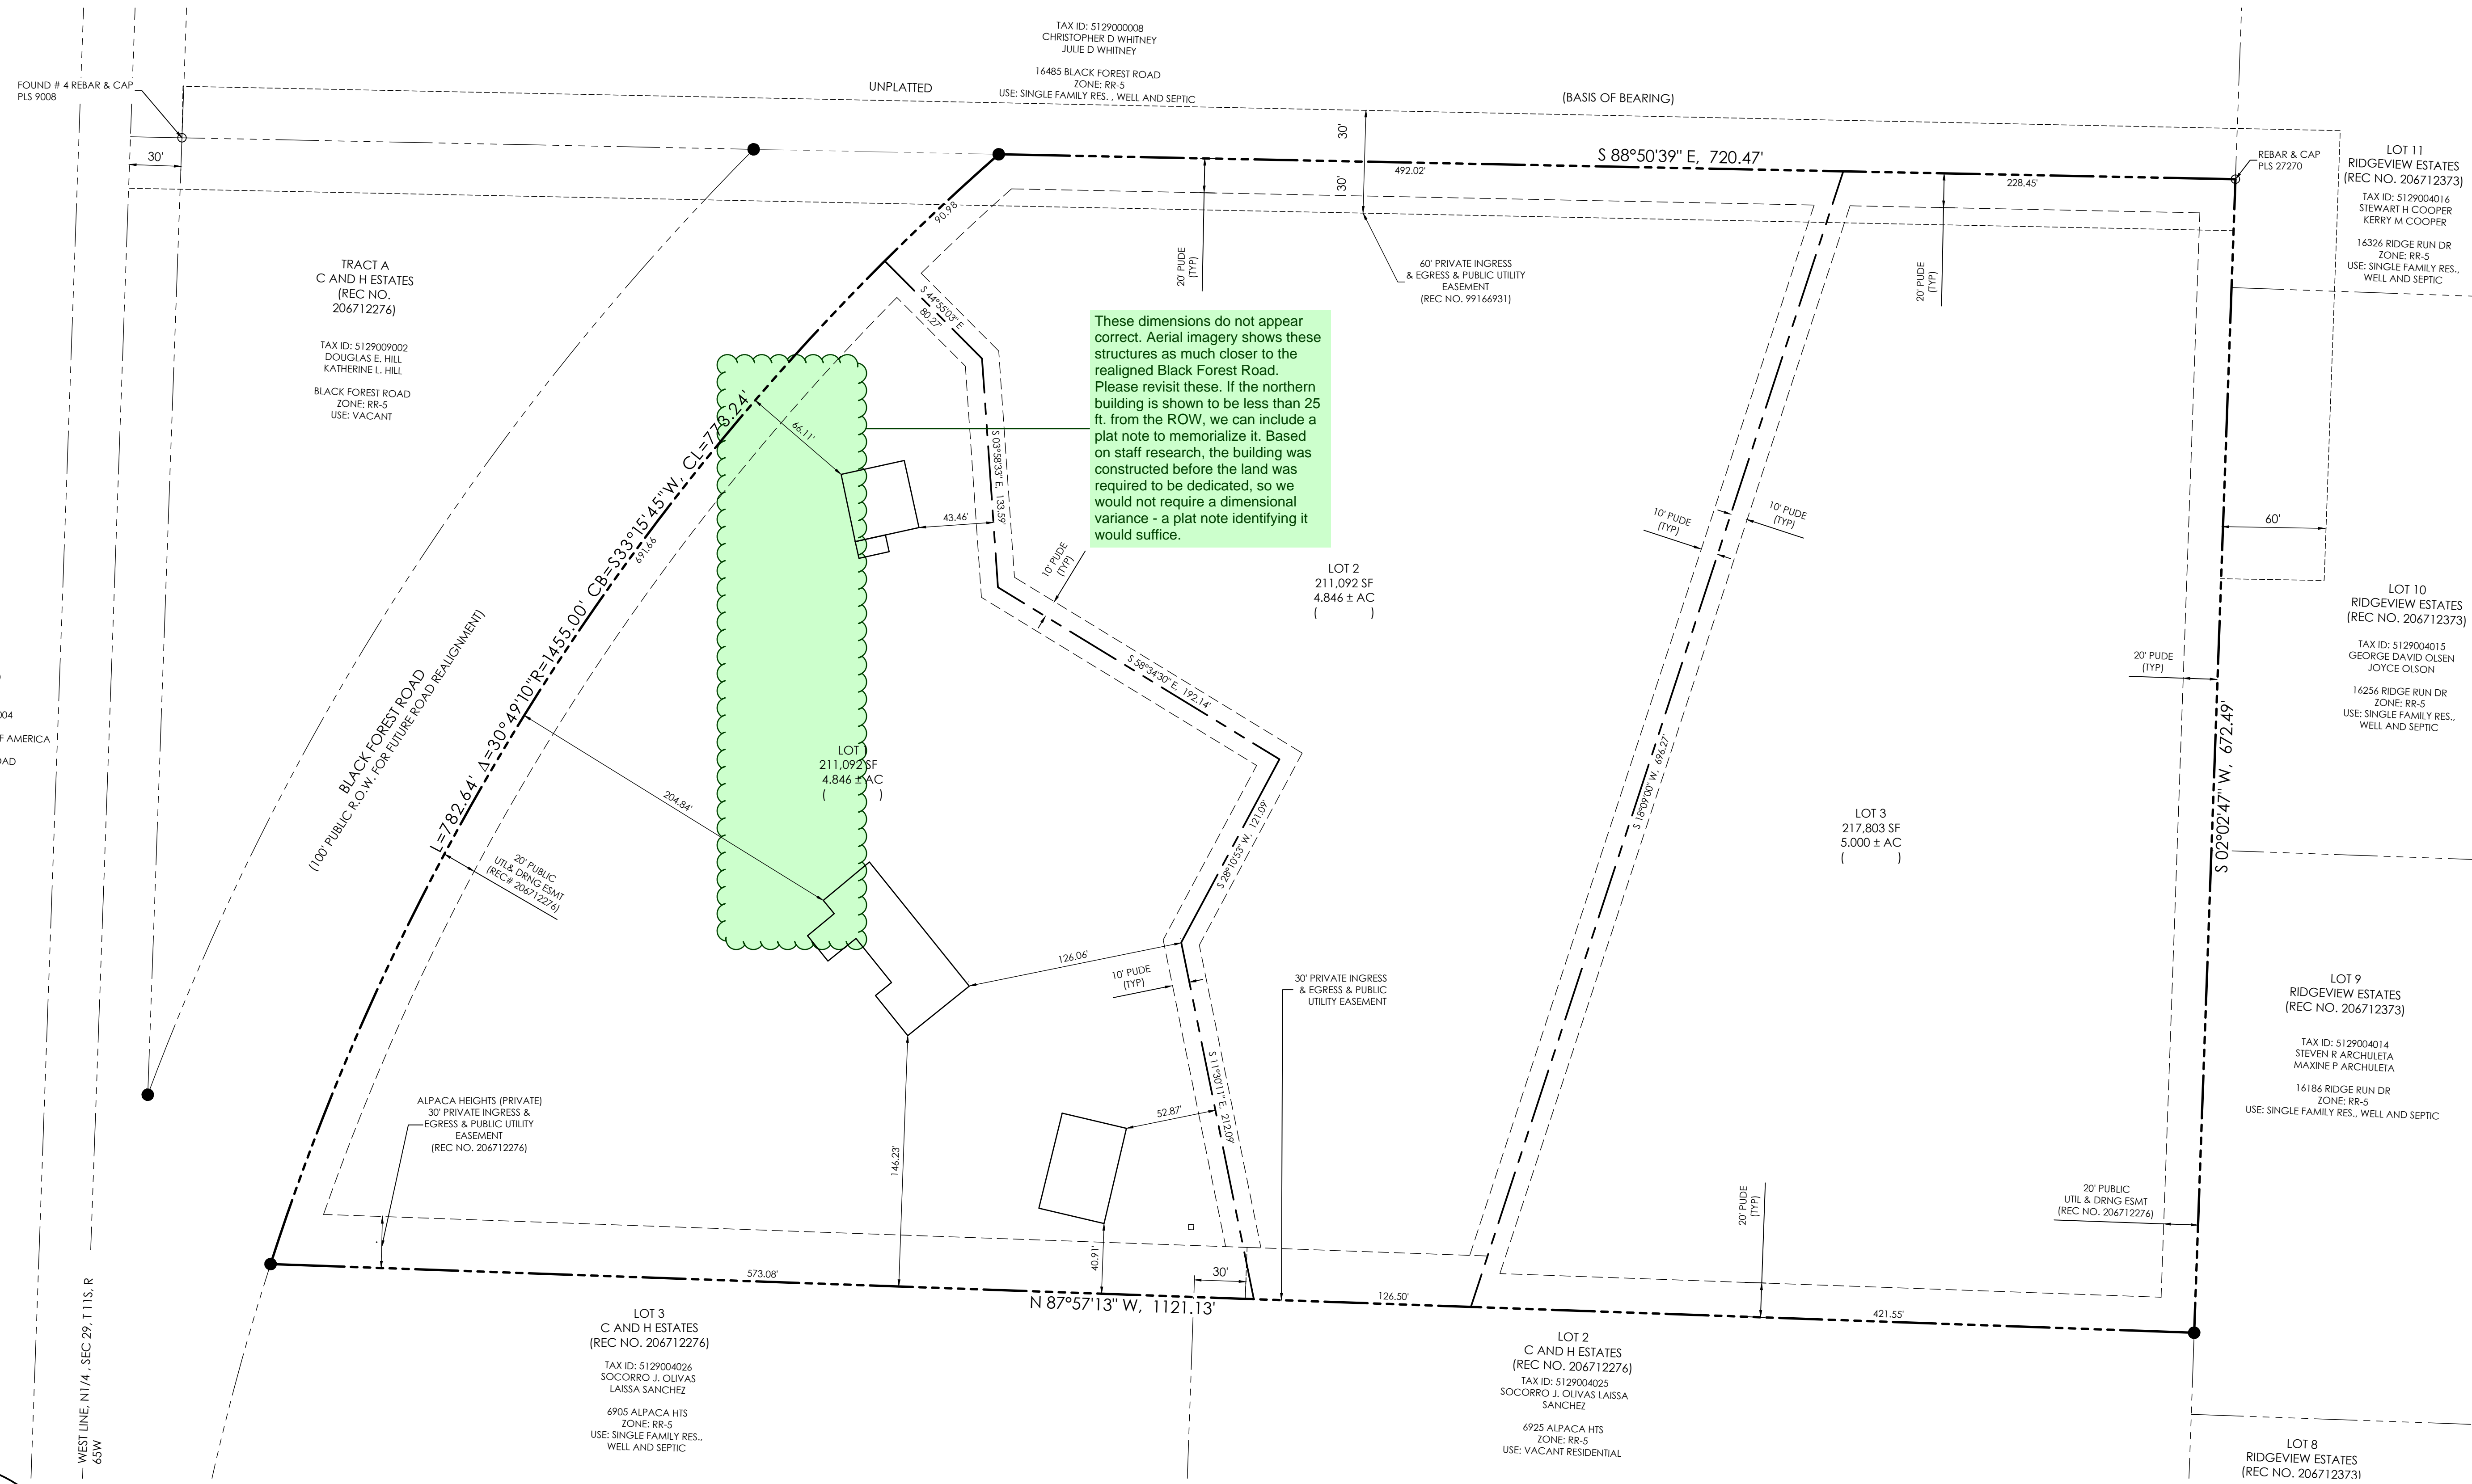 TAX ID: 5129000008
CHRISTOPHER D WHITNEY
JULIE D WHITNEY
16485 BLACK FOREST ROAD
ZONE: RR-5
USE: SINGLE FAMILY RES. , WELL AND SEPTIC
UNPLATTED
(BASIS OF BEARING)
FOUND # 4 REBAR & CAP
PLS 9008
30'
30'
30'
S 88°50'39" E, 720.47'
492.02'
228.45'
REBAR & CAP
PLS 27270
LOT 11
RIDGEVIEW ESTATES
(REC NO. 206712373)
TAX ID: 5129004016
STEWART H COOPER
KERRY M COOPER
16326 RIDGE RUN DR
ZONE: RR-5
USE: SINGLE FAMILY RES.,
WELL AND SEPTIC
90.98
20' PUDE
(TYP)
60' PRIVATE INGRESS
& EGRESS & PUBLIC UTILITY
EASEMENT
(REC NO. 99166931)
20' PUDE
(TYP)
TRACT A
C AND H ESTATES
(REC NO.
206712276)
TAX ID: 5129009002
DOUGLAS E. HILL
KATHERINE L. HILL
BLACK FOREST ROAD
ZONE: RR-5
USE: VACANT
S 44°55'03" E
80.27'
These dimensions do not appear
correct. Aerial imagery shows these
structures as much closer to the
realigned Black Forest Road.
Please revisit these. If the northern
building is shown to be less than 25
ft. from the ROW, we can include a
plat note to memorialize it. Based
on staff research, the building was
constructed before the land was
required to be dedicated, so we
would not require a dimensional
variance - a plat note identifying it
would suffice.
66.11'
43.46'
S 03°58'33" E, 133.59'
10' PUDE
(TYP)
10' PUDE
(TYP)
10' PUDE
(TYP)
60'
LOT 2
211,092 SF
4.846 ± AC
( )
LOT 10
RIDGEVIEW ESTATES
(REC NO. 206712373)
TAX ID: 5129004015
GEORGE DAVID OLSEN
JOYCE OLSON
16256 RIDGE RUN DR
ZONE: RR-5
USE: SINGLE FAMILY RES.,
WELL AND SEPTIC
20' PUDE
(TYP)
S 58°34'30" E, 192.14'
L=782.64' Δ=30°49'10"R=1455.00' CB=S33°15'45"W, CL=773.24'
691.66
BLACK FOREST ROAD
(100' PUBLIC R.O.W. FOR FUTURE ROAD REALIGNMENT)
004
F AMERICA
OAD
LOT 1
211,092 SF
4.846 ± AC
( )
204.84'
20' PUBLIC
UTL& DRNG ESMT
(REC# 206712276)
S 28°10'53" W, 121.09'
S 18°09'00" W, 696.27'
LOT 3
217,803 SF
5.000 ± AC
( )
S 02°02'47" W, 672.49'
126.06'
10' PUDE
(TYP)
30' PRIVATE INGRESS
& EGRESS & PUBLIC
UTILITY EASEMENT
LOT 9
RIDGEVIEW ESTATES
(REC NO. 206712373)
TAX ID: 5129004014
STEVEN R ARCHULETA
MAXINE P ARCHULETA
16186 RIDGE RUN DR
ZONE: RR-5
USE: SINGLE FAMILY RES., WELL AND SEPTIC
ALPACA HEIGHTS (PRIVATE)
30' PRIVATE INGRESS &
EGRESS & PUBLIC UTILITY
EASEMENT
(REC NO. 206712276)
S 11°30'11" E, 212.09'
52.87'
146.23'
40.91'
30'
20' PUDE
(TYP)
20' PUBLIC
UTIL & DRNG ESMT
(REC NO. 206712276)
573.08'
N 87°57'13" W, 1121.13'
126.50'
421.55'
WEST LINE, N1/4 , SEC 29, T 11S, R
65W
LOT 3
C AND H ESTATES
(REC NO. 206712276)
TAX ID: 5129004026
SOCORRO J. OLIVAS
LAISSA SANCHEZ
6905 ALPACA HTS
ZONE: RR-5
USE: SINGLE FAMILY RES.,
WELL AND SEPTIC
LOT 2
C AND H ESTATES
(REC NO. 206712276)
TAX ID: 5129004025
SOCORRO J. OLIVAS LAISSA
SANCHEZ
6925 ALPACA HTS
ZONE: RR-5
USE: VACANT RESIDENTIAL
LOT 8
RIDGEVIEW ESTATES
(REC NO. 206712373)